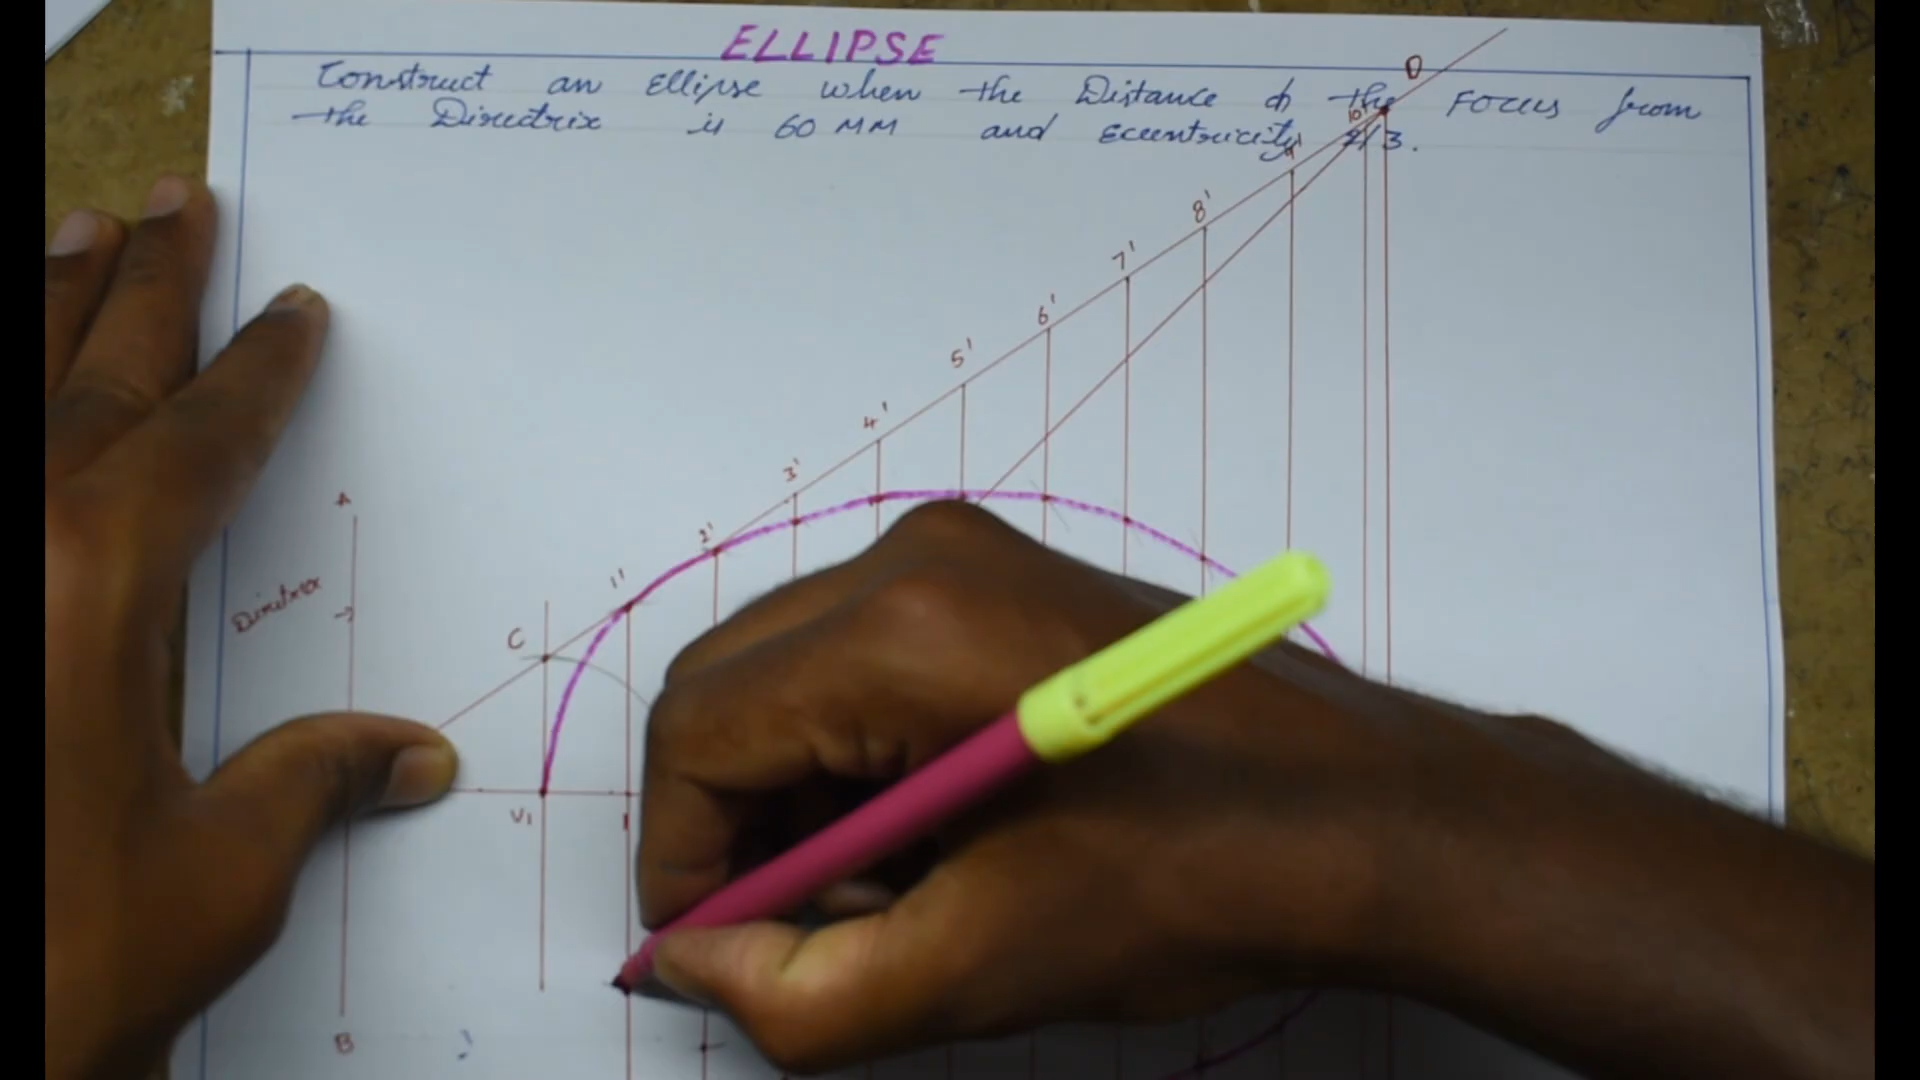 ELLIPSE
Construct an Ellipse when the Distance of the Focus from
the Directrix is 60 MM and Eccentricity 2/3.
D
10'
9'
8'
7'
6'
5'
4'
3'
2'
1'
A
Directrix
C
V1
1
B